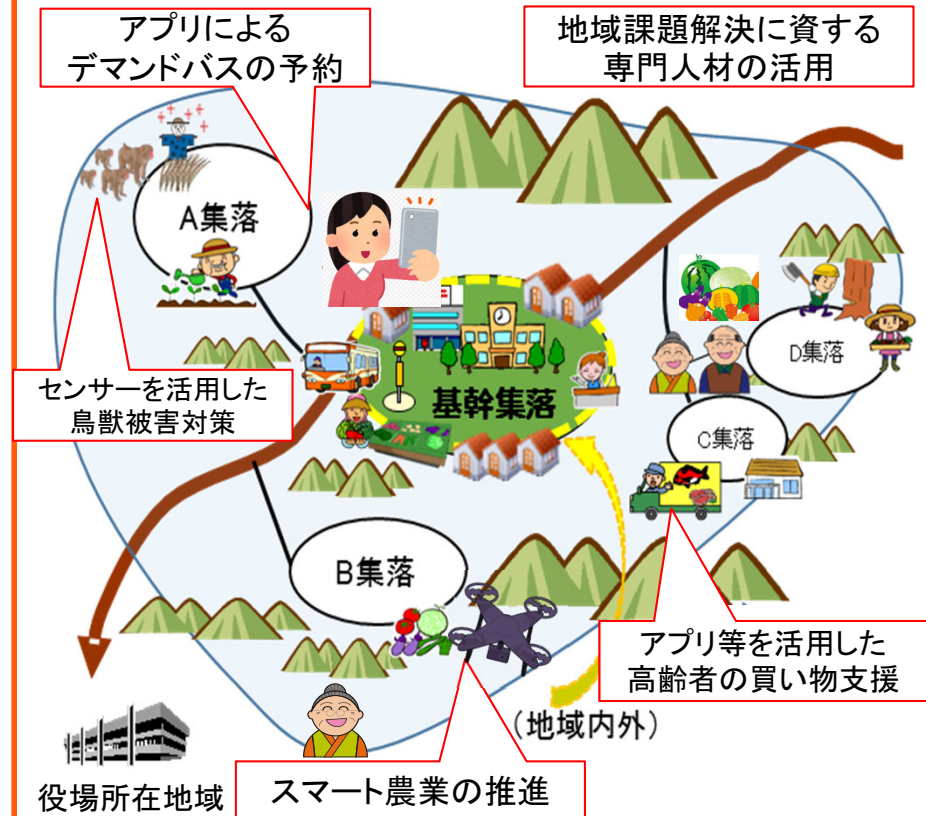 アプリによる
デマンドバスの予約
地域課題解決に資する
専門人材の活用
A集落
D集落
センサーを活用した
鳥獣被害対策
基幹集落
C集落
B集落
アプリ等を活用した
高齢者の買い物支援
(地域内外)
役場所在地域
スマート農業の推進